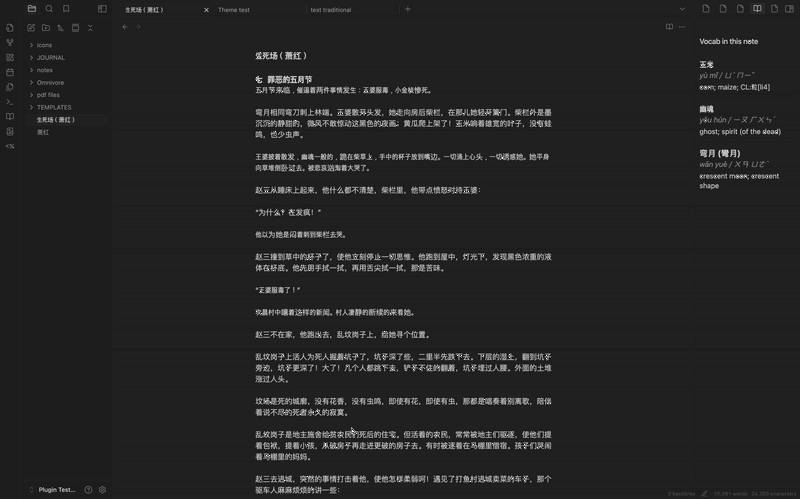 生死场（萧红）
Theme test
test traditional
icons
JOURNAL
notes
Omnivore
pdf files
TEMPLATES
生死场（萧红）
萧红
Plugin Test...
生死场（萧红）
七 罪恶的五月节
五月节来临，催逼着两件事情发生：王婆服毒，小金枝惨死。
弯月相同弯刀刺上林端。王婆散开头发，她走向房后柴栏，在那儿她轻开篱门。柴栏外是墨
沉沉的静甜的，微风不敢惊动这黑色的夜画；黄瓜爬上架了！玉米响着雄宽的叶子，没有蛙
鸣，也少虫声。
王婆披着散发，幽魂一般的，跪在柴草上，手中的杯子放到嘴边。一切涌上心头，一切诱惑她。她平身
向草堆倒卧过去。被悲哀汹淘着大哭了。
赵三从睡床上起来，他什么都不清楚，柴栏里，他带点愤怒对待王婆：
“为什么？在发疯！”
他以为她是闷着刺到柴栏去哭。
赵三撞到草中的杯子了，使他立刻停止一切思惟。他跑到屋中，灯光下，发现黑色浓重的液
体在杯底。他先用手拭一拭，再用舌尖拭一拭，那是苦味。
“王婆服毒了！”
次晨村中嚷着这样的新闻。村人凄静的断续的来看她。
赵三不在家，他跑出去，乱坟岗子上，给她寻个位置。
乱坟岗子上活人为死人掘着坑子了，坑子深了些，二里半先跌下去。下层的湿土，翻到坑子
旁边，坑子更深了！大了！几个人都跳下去，铲子不住的翻着，坑子埋过人腰。外面的土堆
涨过人头。
坟场是死的城廓，没有花香，没有虫鸣，即使有花，即使有虫，那都是唱奏着别离歌，陪伴
着说不尽的死者永久的寂寞。
乱坟岗子是地主施舍给贫农民的死后的住宅。但活着的农民，常常被地主们驱逐，使他们提
着包袱，提着小孩，从破房子再走进更破的房子去。有时被逐着在马棚里借宿。孩子们哭闹
着马棚里的妈妈。
赵三去进城，突然的事情打击着他，使他怎样柔弱呵！遇见了打鱼村进城卖菜的车子，那个
驱车人麻麻烦烦的讲一些：
Vocab in this note
玉米
yù mǐ / ㄩˋ ㄇㄧˇ
corn; maize; CL:粒[li4]
幽魂
yōu hún / ㄧㄡ ㄏㄨㄣˊ
ghost; spirit (of the dead)
弯月 (彎月)
wān yuè / ㄨㄢ ㄩㄝˋ
crescent moon; crescent
shape
0 backlinks